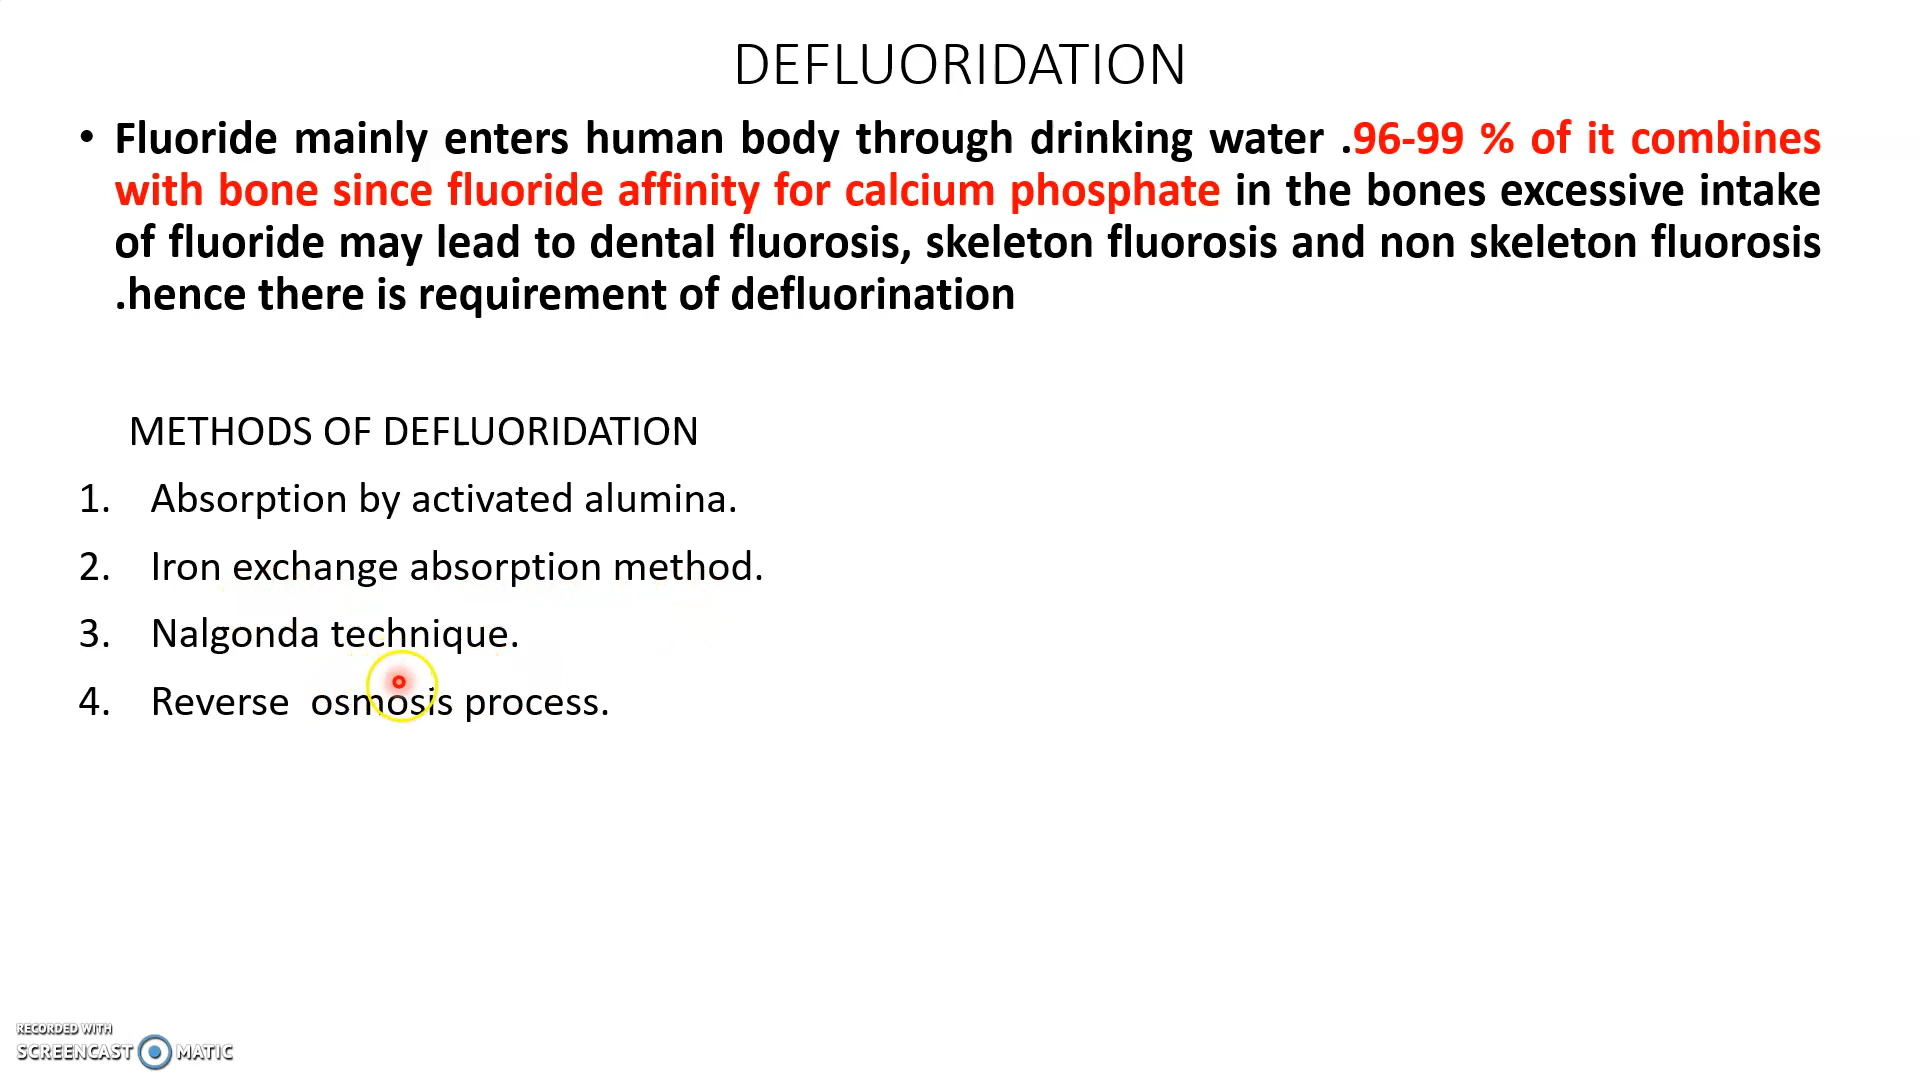 DEFLUORIDATION
• Fluoride mainly enters human body through drinking water .96-99 % of it combines
with bone since fluoride affinity for calcium phosphate in the bones excessive intake
of fluoride may lead to dental fluorosis, skeleton fluorosis and non skeleton fluorosis
.hence there is requirement of defluorination
METHODS OF DEFLUORIDATION
1. Absorption by activated alumina.
2. Iron exchange absorption method.
3. Nalgonda technique.
4. Reverse  osmosis process.
RECORDED WITH
SCREENCAST MATIC